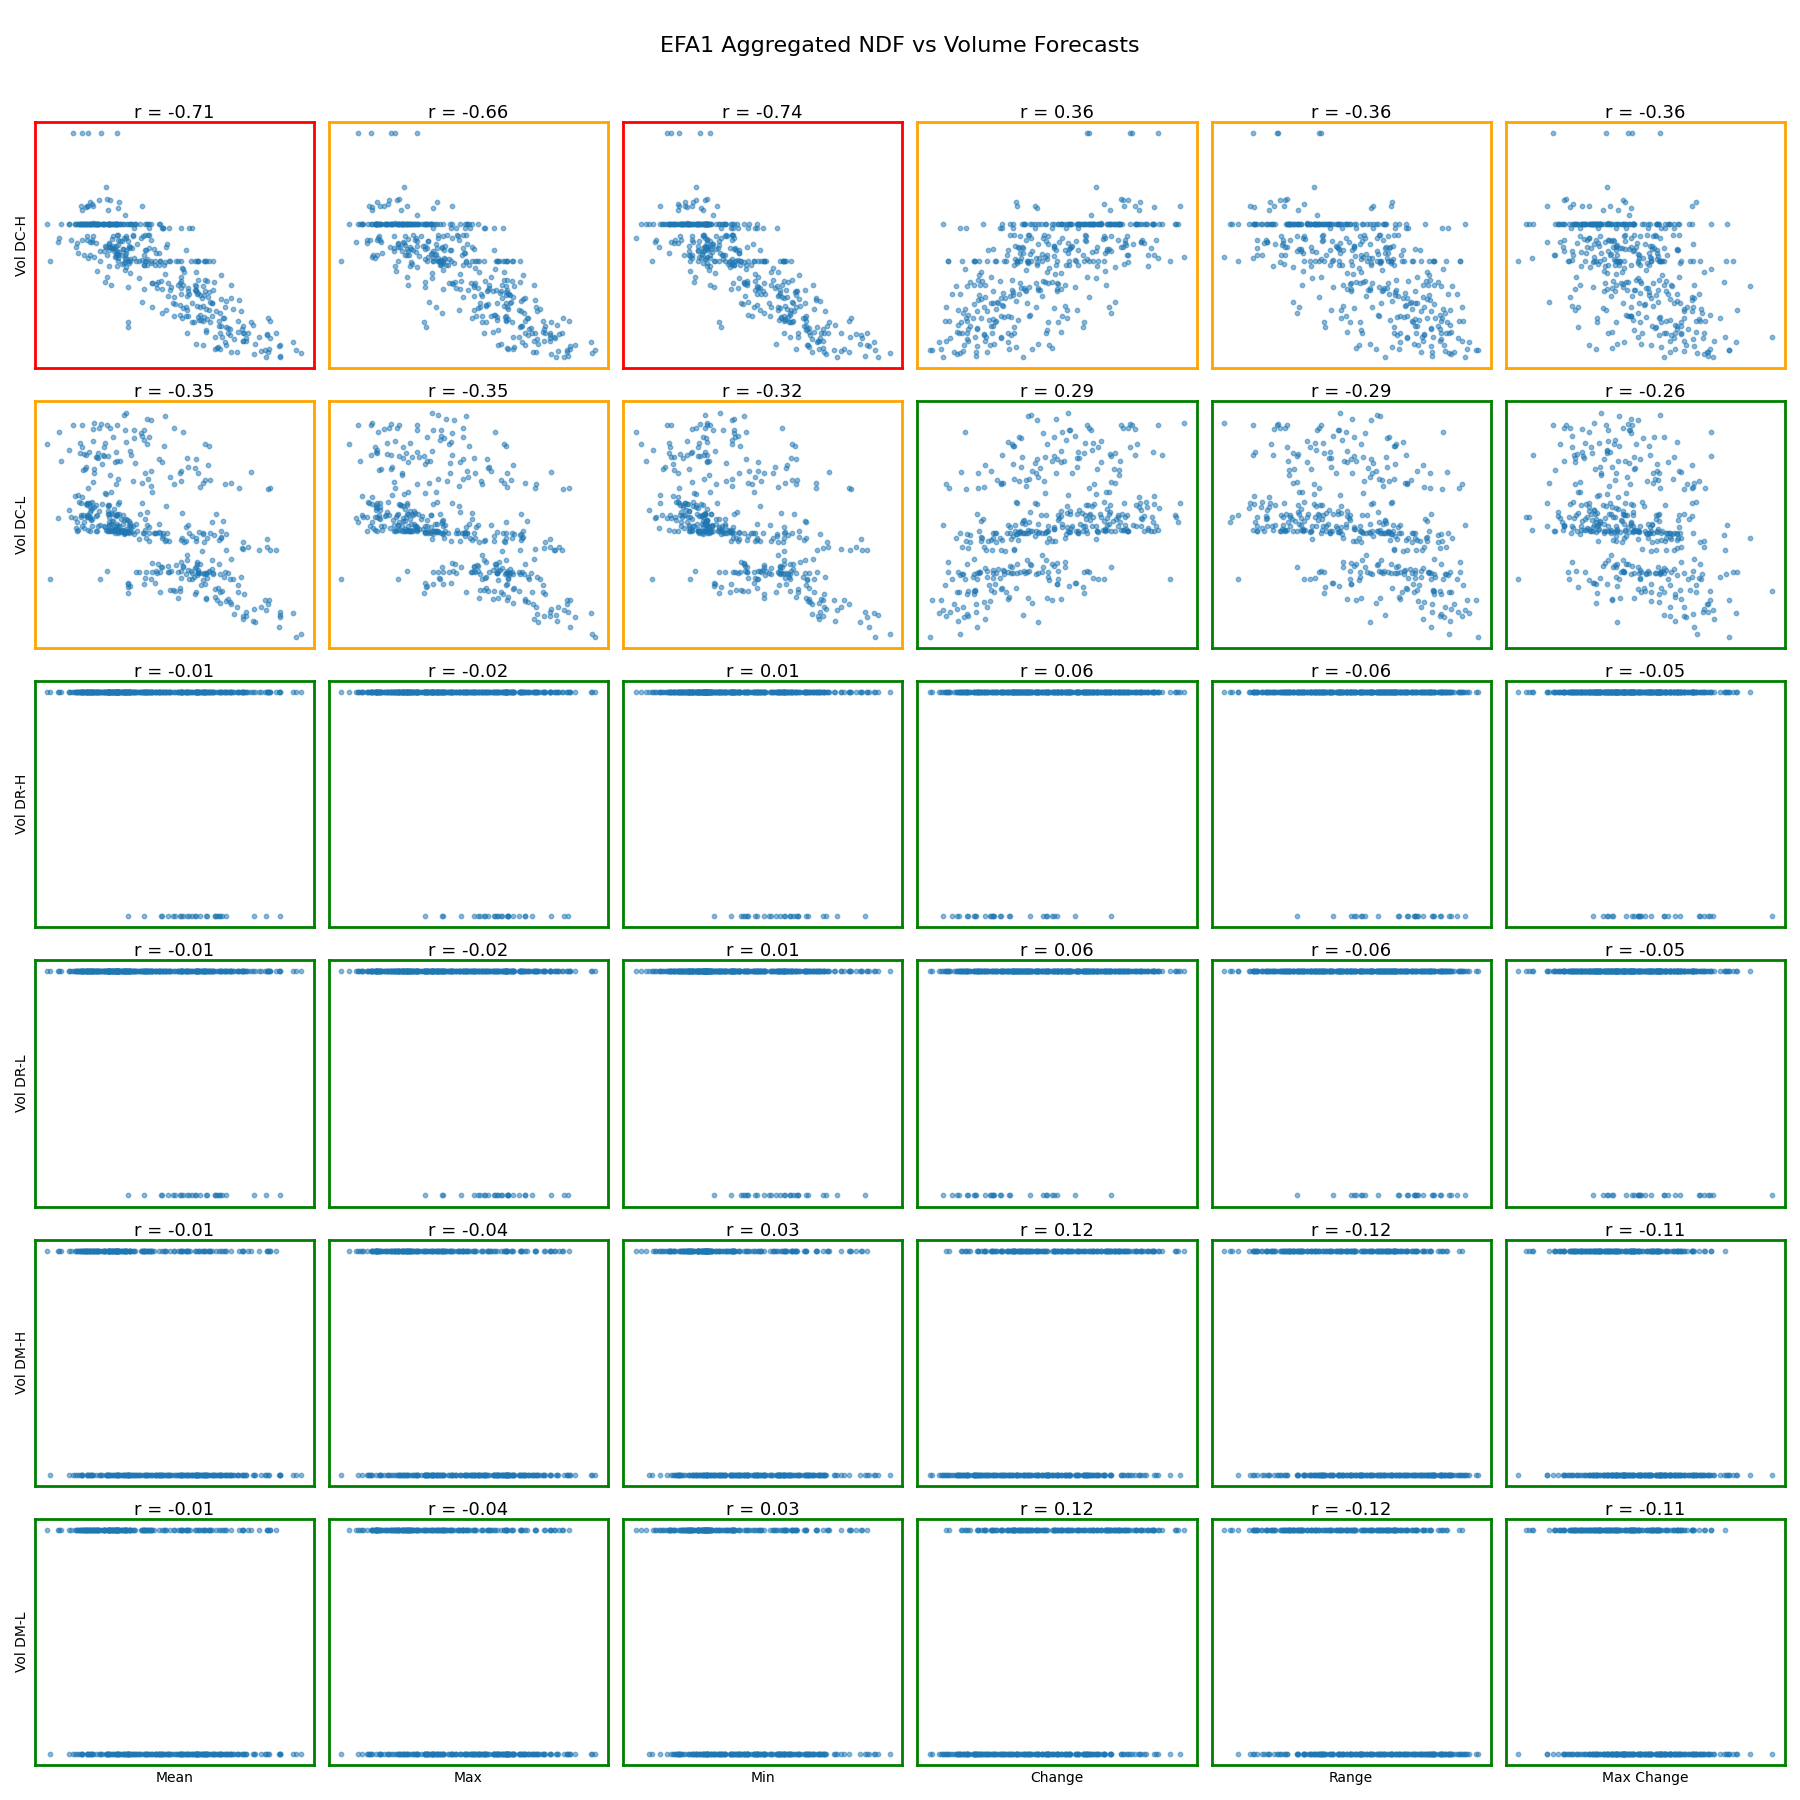 EFA1 Aggregated NDF vs Volume Forecasts
r = -0.71 r = -0.66 r = -0.74 r = 0.36 r = -0.36 r = -0.36
Vol DC-H
r = -0.35 r = -0.35 r = -0.32 r = 0.29 r = -0.29 r = -0.26
Vol DC-L
r = -0.01 r = -0.02 r = 0.01 r = 0.06 r = -0.06 r = -0.05
Vol DR-H
r = -0.01 r = -0.02 r = 0.01 r = 0.06 r = -0.06 r = -0.05
Vol DR-L
r = -0.01 r = -0.04 r = 0.03 r = 0.12 r = -0.12 r = -0.11
Vol DM-H
r = -0.01 r = -0.04 r = 0.03 r = 0.12 r = -0.12 r = -0.11
Vol DM-L
Mean Max Min Change Range Max Change